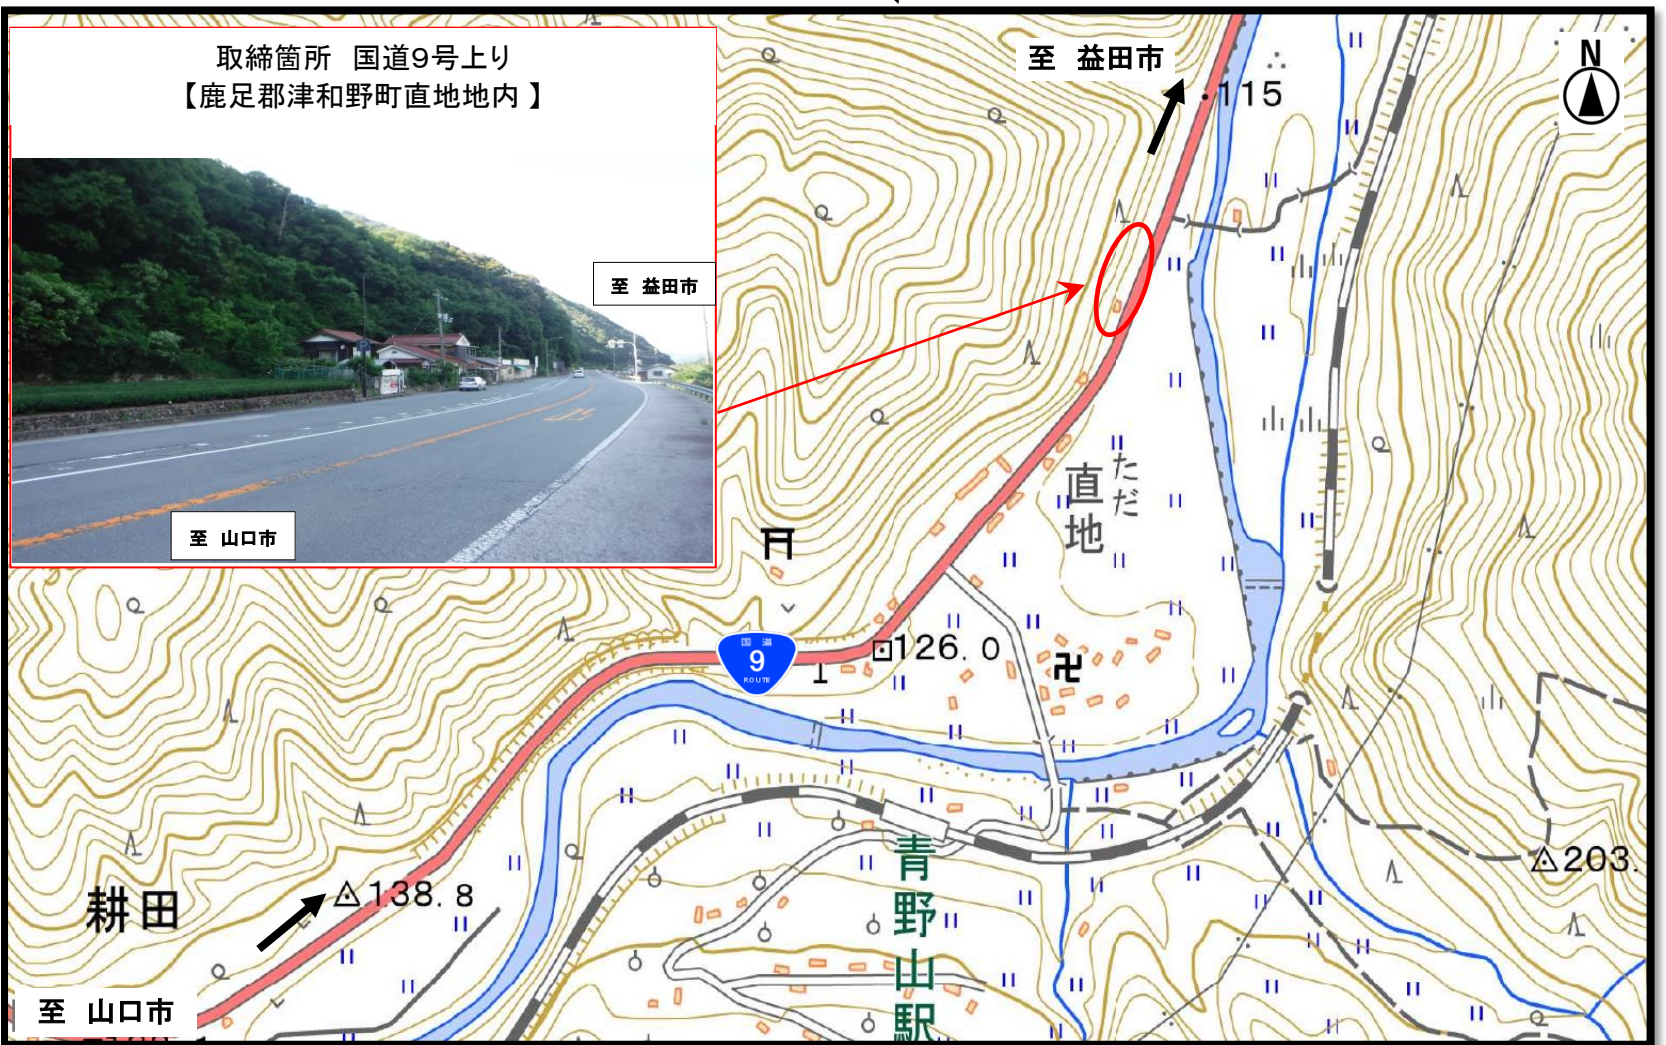 取締箇所　国道9号上り
【鹿足郡津和野町直地地内 】
至　益田市
至　山口市
至　益田市
N
115
ただ
直地
国道
9
ROUTE
126.0
耕田
138.8
青野山駅
203.
至　山口市